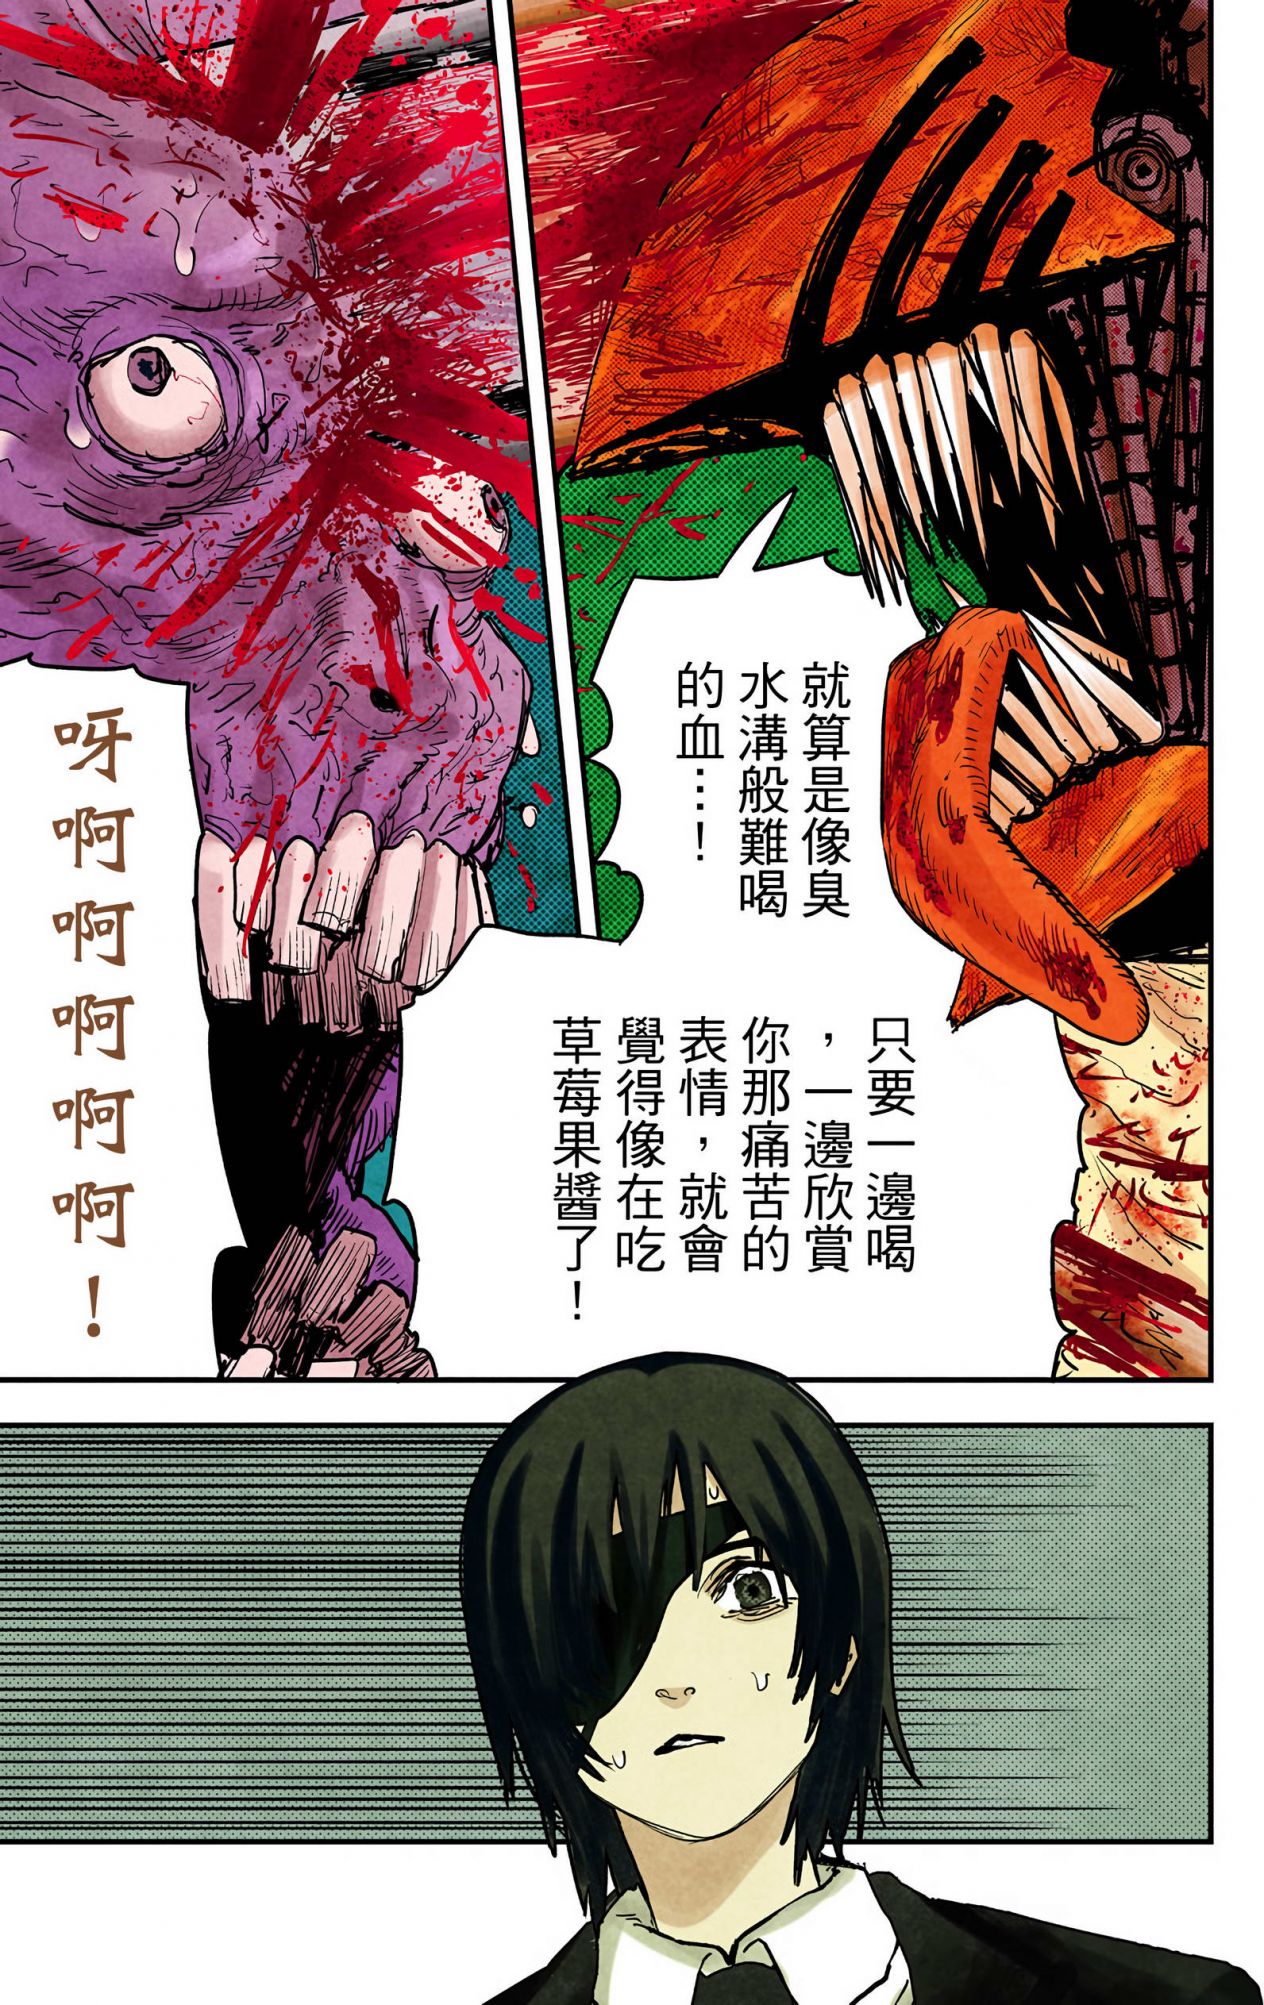 就算是像臭
水溝般難喝
的血…！
只要一邊喝
，一邊欣賞
你那痛苦的
表情，就會
覺得像在吃
草莓果醬了！
呀啊啊啊啊啊！